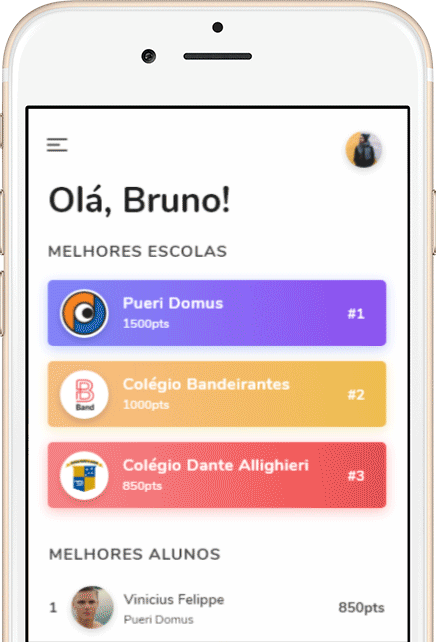 Olá, Bruno!
MELHORES ESCOLAS
Pueri Domus
1500pts
#1
Colégio Bandeirantes
1000pts
#2
Band
Colégio Dante Allighieri
850pts
#3
MELHORES ALUNOS
1
Vinicius Felippe
Pueri Domus
850pts